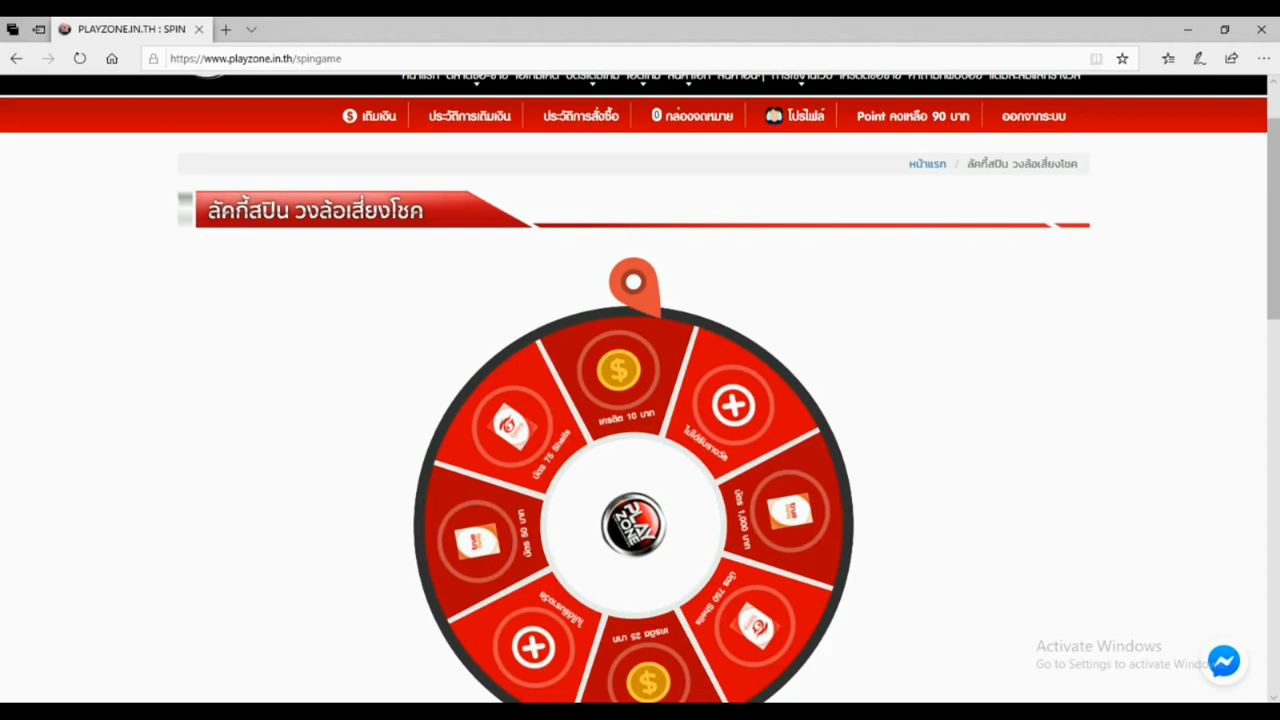 PLAYZONE.IN.TH : SPIN
https://www.playzone.in.th/spingame
เติมเงิน
ประวัติการเติมเงิน
ประวัติการสั่งซื้อ
0 กล่องจดหมาย
โปรไฟล์
Point คงเหลือ 90 บาท
ออกจากระบบ
หน้าแรก / ลัคกี้สปิน วงล้อเสี่ยงโชค
ลัคกี้สปิน วงล้อเสี่ยงโชค
เครดิต 10 บาท
ไม่ได้รับรางวัล
บัตร 75 Shells
บัตร 1,000 บาท
true money
บัตร 50 บาท
true money
PLAY ZONE
บัตร 750 Shells
ไม่ได้รับรางวัล
เครดิต 25 บาท
Activate Windows
Go to Settings to activate Windo